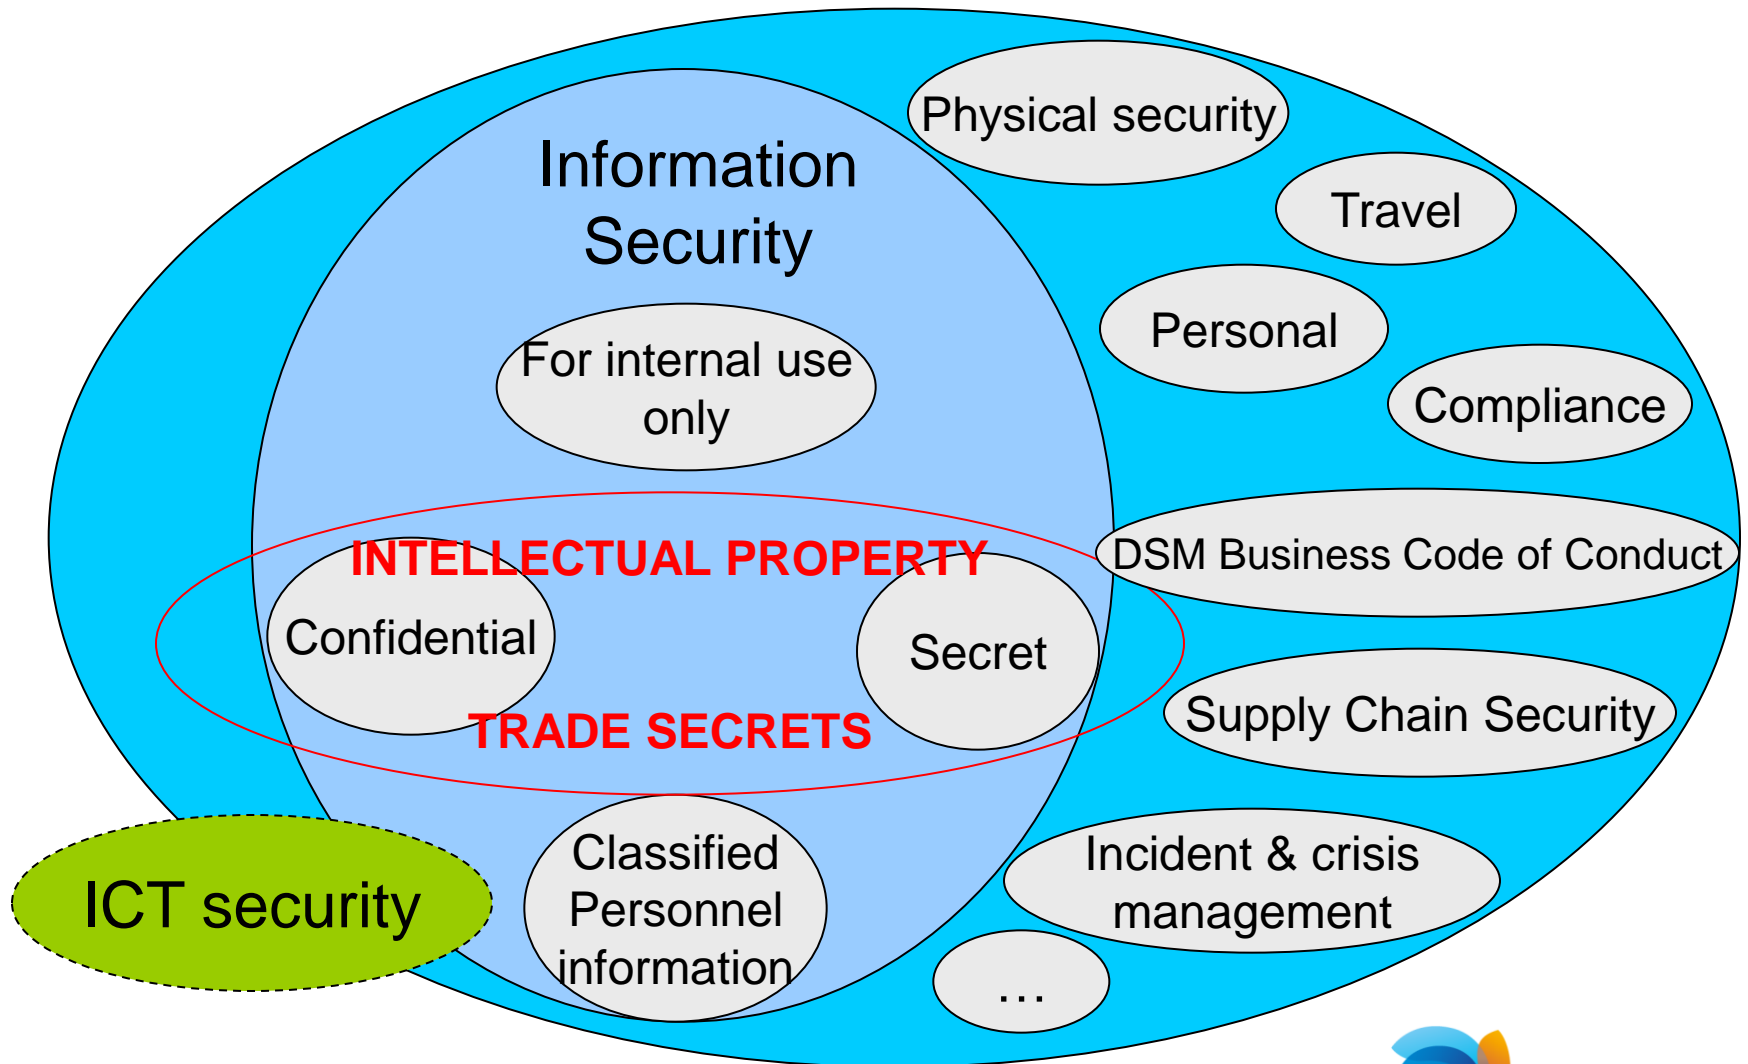 Information
Security
For internal use
only
INTELLECTUAL PROPERTY
Confidential
Secret
TRADE SECRETS
Classified
Personnel
information
ICT security
Physical security
Travel
Personal
Compliance
DSM Business Code of Conduct
Supply Chain Security
Incident & crisis
management
…